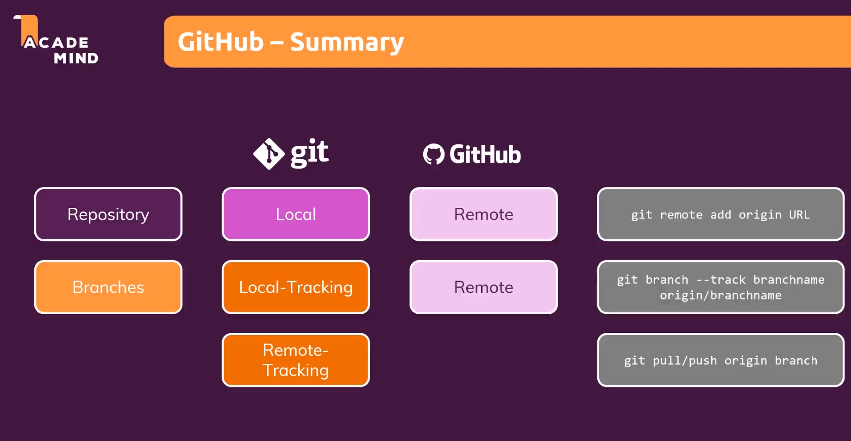 ACADE
MIND
GitHub – Summary
git
GitHub
Repository
Local
Remote
git remote add origin URL
Branches
Local-Tracking
Remote
git branch --track branchname
origin/branchname
Remote-
Tracking
git pull/push origin branch